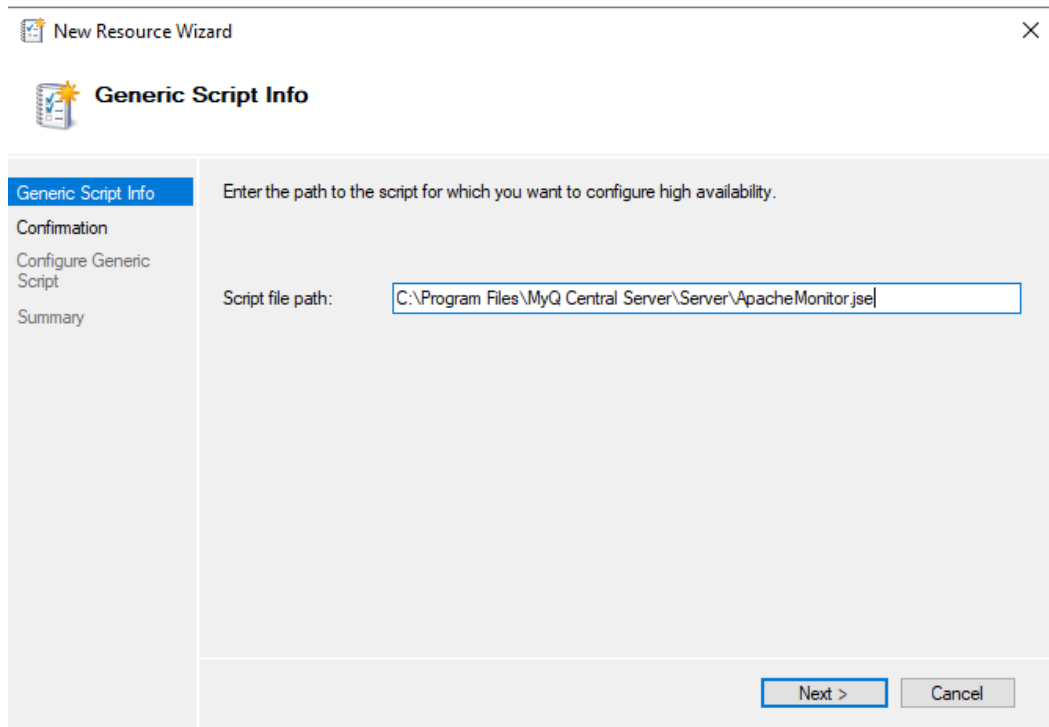 New Resource Wizard
Generic Script Info
Generic Script Info
Confirmation
Configure Generic
Script
Summary
Enter the path to the script for which you want to configure high availability.
Script file path:
C:\Program Files\MyQ Central Server\Server\ApacheMonitor.jse
Next >
Cancel